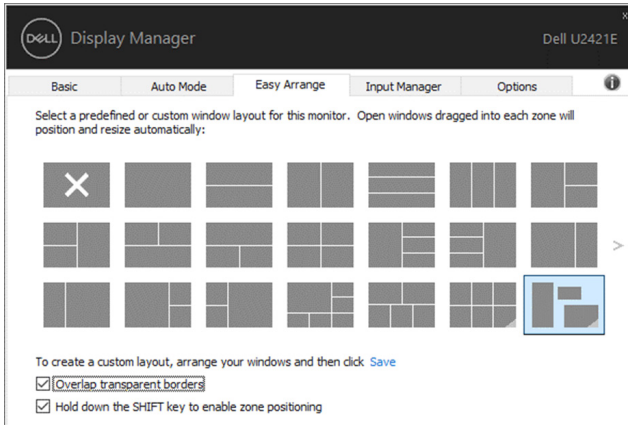 x
DELL Display Manager
Dell U2421E
Basic Auto Mode Easy Arrange Input Manager Options i
Select a predefined or custom window layout for this monitor. Open windows dragged into each zone will
position and resize automatically:
>
To create a custom layout, arrange your windows and then click Save
Overlap transparent borders
Hold down the SHIFT key to enable zone positioning